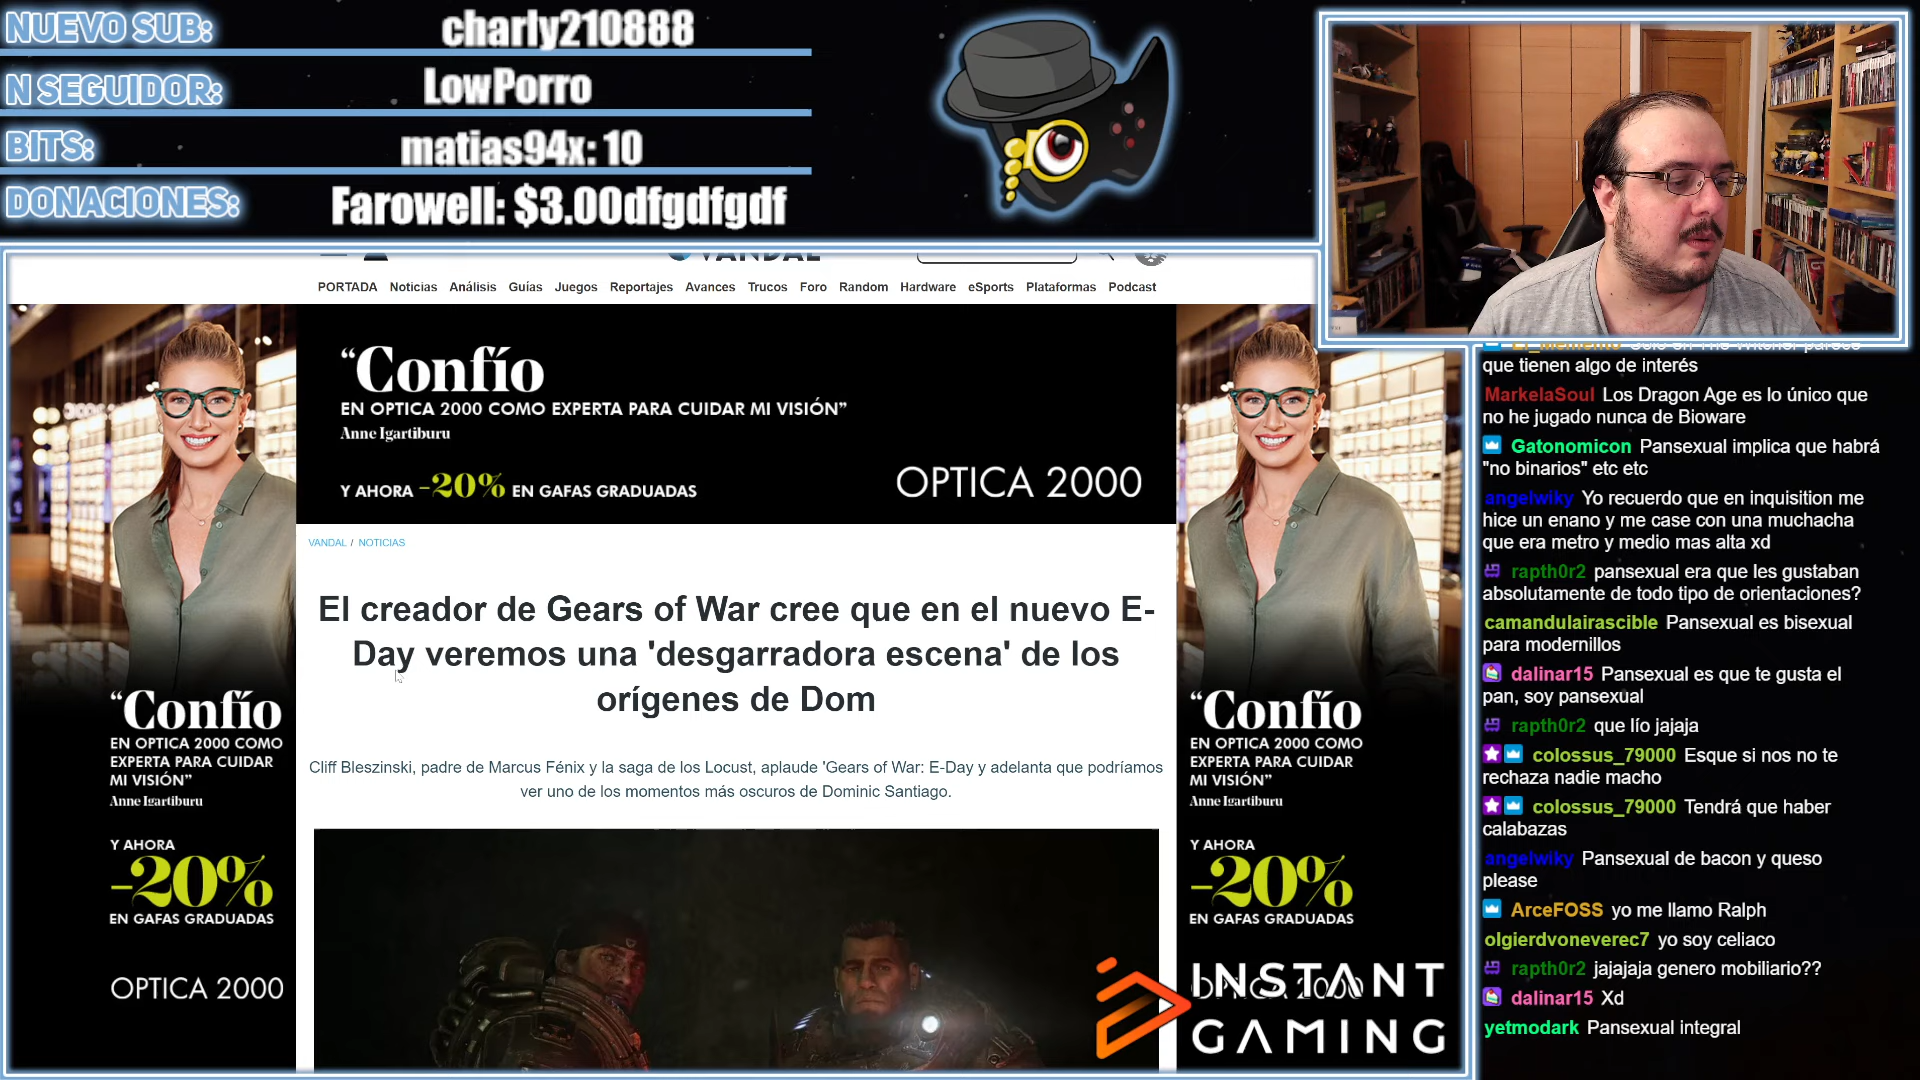 NUEVO SUB:
charly210888
N SEGUIDOR:
LowPorro
BITS:
matias94x: 10
DONACIONES:
Farowell: $3.00dfgdfgdf
VANDAL
PORTADA Noticias Análisis Guías Juegos Reportajes Avances Trucos Foro Random Hardware eSports Plataformas Podcast
“Confío
EN OPTICA 2000 COMO EXPERTA PARA CUIDAR MI VISIÓN”
Anne Igartiburu
Y AHORA -20% EN GAFAS GRADUADAS
OPTICA 2000
VANDAL / NOTICIAS
El creador de Gears of War cree que en el nuevo E-
Day veremos una 'desgarradora escena' de los
orígenes de Dom
Cliff Bleszinski, padre de Marcus Fénix y la saga de los Locust, aplaude 'Gears of War: E-Day y adelanta que podríamos
ver uno de los momentos más oscuros de Dominic Santiago.
“Confío
EN OPTICA 2000 COMO
EXPERTA PARA CUIDAR
MI VISIÓN”
Anne Igartiburu
Y AHORA
-20%
EN GAFAS GRADUADAS
OPTICA 2000
“Confío
EN OPTICA 2000 COMO
EXPERTA PARA CUIDAR
MI VISIÓN”
Anne Igartiburu
Y AHORA
-20%
EN GAFAS GRADUADAS
OPTICA 2000
INSTANT
GAMING
El_Memento Solo en The Witcher parece
que tienen algo de interés
MarkelaSoul Los Dragon Age es lo único que
no he jugado nunca de Bioware
Gatonomicon Pansexual implica que habrá
"no binarios" etc etc
angelwiky Yo recuerdo que en inquisition me
hice un enano y me case con una muchacha
que era metro y medio mas alta xd
rapth0r2 pansexual era que les gustaban
absolutamente de todo tipo de orientaciones?
camandulairascible Pansexual es bisexual
para modernillos
dalinar15 Pansexual es que te gusta el
pan, soy pansexual
rapth0r2 que lío jajaja
colossus_79000 Esque si nos no te
rechaza nadie macho
colossus_79000 Tendrá que haber
calabazas
angelwiky Pansexual de bacon y queso
please
ArceFOSS yo me llamo Ralph
olgierdvoneverec7 yo soy celiaco
rapth0r2 jajajaja genero mobiliario??
dalinar15 Xd
yetmodark Pansexual integral